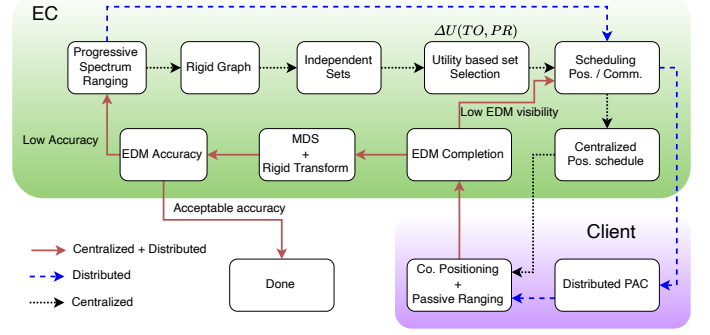 EC
ΔU(TO, PR)
Progressive
Spectrum
Ranging
Rigid Graph
Independent
Sets
Utility based set
Selection
Scheduling
Pos. / Comm.
Low EDM visibility
Low Accuracy
EDM Accuracy
MDS
+
Rigid Transform
EDM Completion
Centralized
Pos. schedule
Acceptable accuracy
Client
Centralized + Distributed
Distributed
Centralized
Done
Co. Positioning
+
Passive Ranging
Distributed PAC